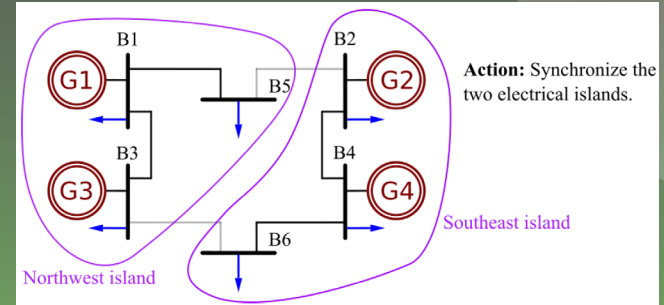 B1
B2
G1
G2
B5
Action: Synchronize the
two electrical islands.
B3
B4
G3
G4
Southeast island
B6
Northwest island